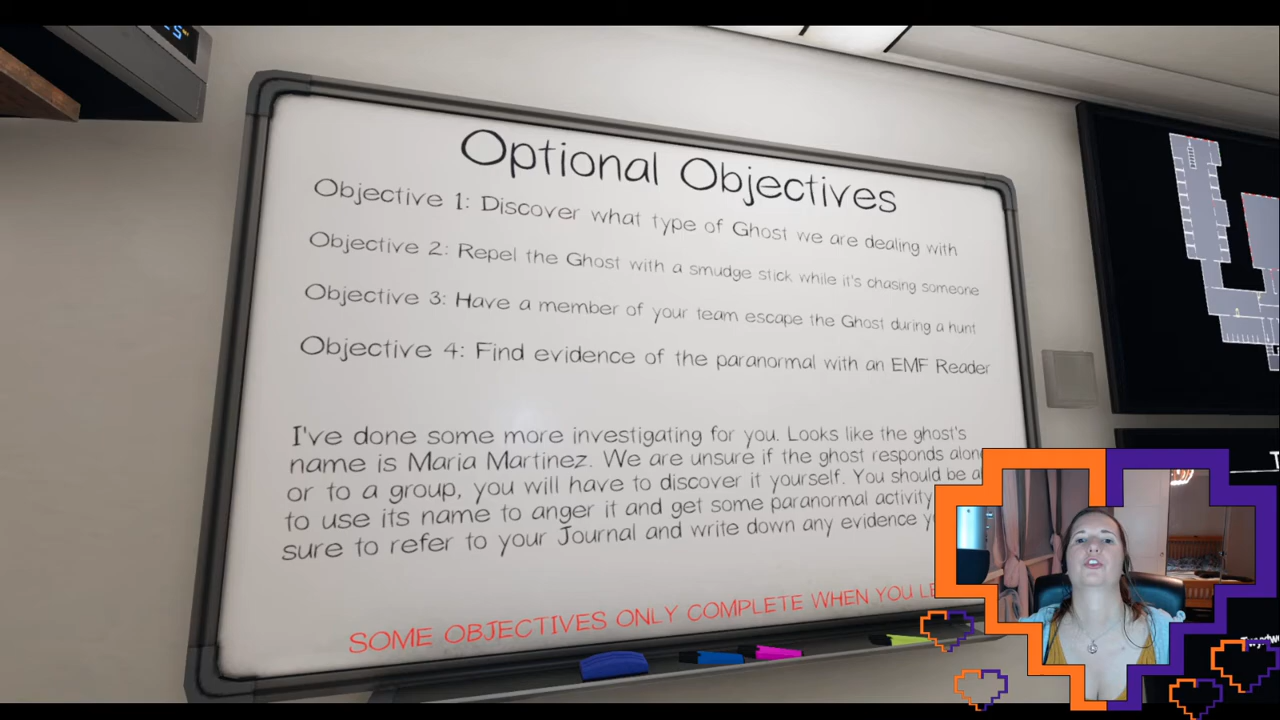 Optional Objectives
Objective 1: Discover what type of Ghost we are dealing with
Objective 2: Repel the Ghost with a smudge stick while it's chasing someone
Objective 3: Have a member of your team escape the Ghost during a hunt
Objective 4: Find evidence of the paranormal with an EMF Reader
I've done some more investigating for you. Looks like the ghost's
name is Maria Martinez. We are unsure if the ghost responds
or to a group, you will have to discover it yourself. You should be
to use its name to anger it and get some paranormal activity
sure to refer to your Journal and write down any evidence
SOME OBJECTIVES ONLY COMPLETE WHEN YOU